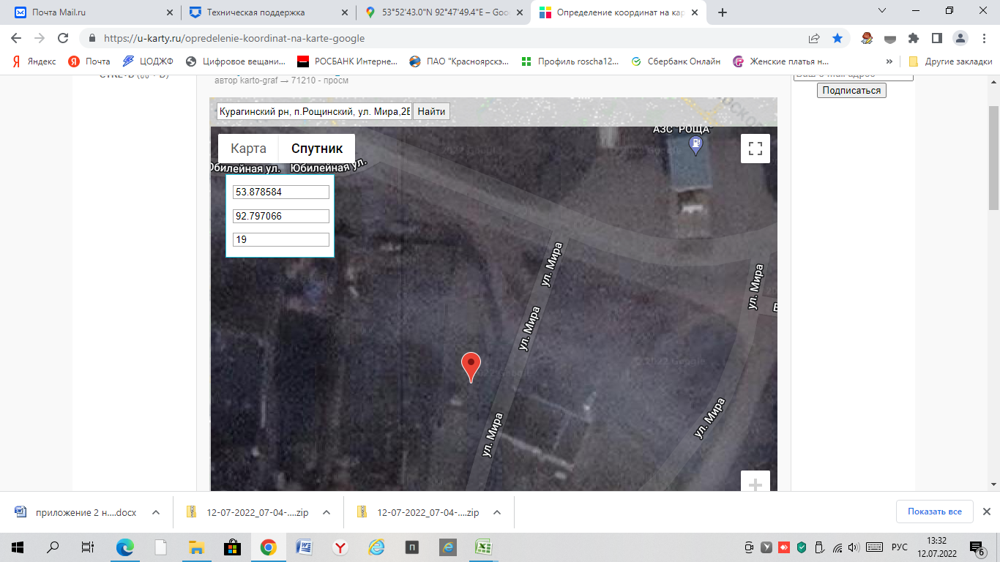 Почта Mail.ru
Техническая поддержка
53°52'43.0"N 92°47'49.4"E – Goo
Определение координат на кар
https://u-karty.ru/opredelenie-koordinat-na-karte-google
Яндекс
Почта
ЦОДЖФ
Цифровое вещани...
РОСБАНК Интерне...
ПАО "Красноярскэ...
Профиль roscha12...
Сбербанк Онлайн
Женские платья н...
»
Другие закладки
автор karto-graf → 71210 - просм
Подписаться
Курагинский рн, п.Рощинский, ул. Мира,2Е
Найти
АЗС "РОЩА"
Карта
Спутник
Юбилейная ул.
Юбилейная ул.
53.878584
92.797066
19
ул. Мира
ул. Мира
ул. Мира
ул. Мира
ул. Мира
приложение 2 н....docx
12-07-2022_07-04-....zip
12-07-2022_07-04-....zip
Показать все
РУС
13:32
12.07.2022
6